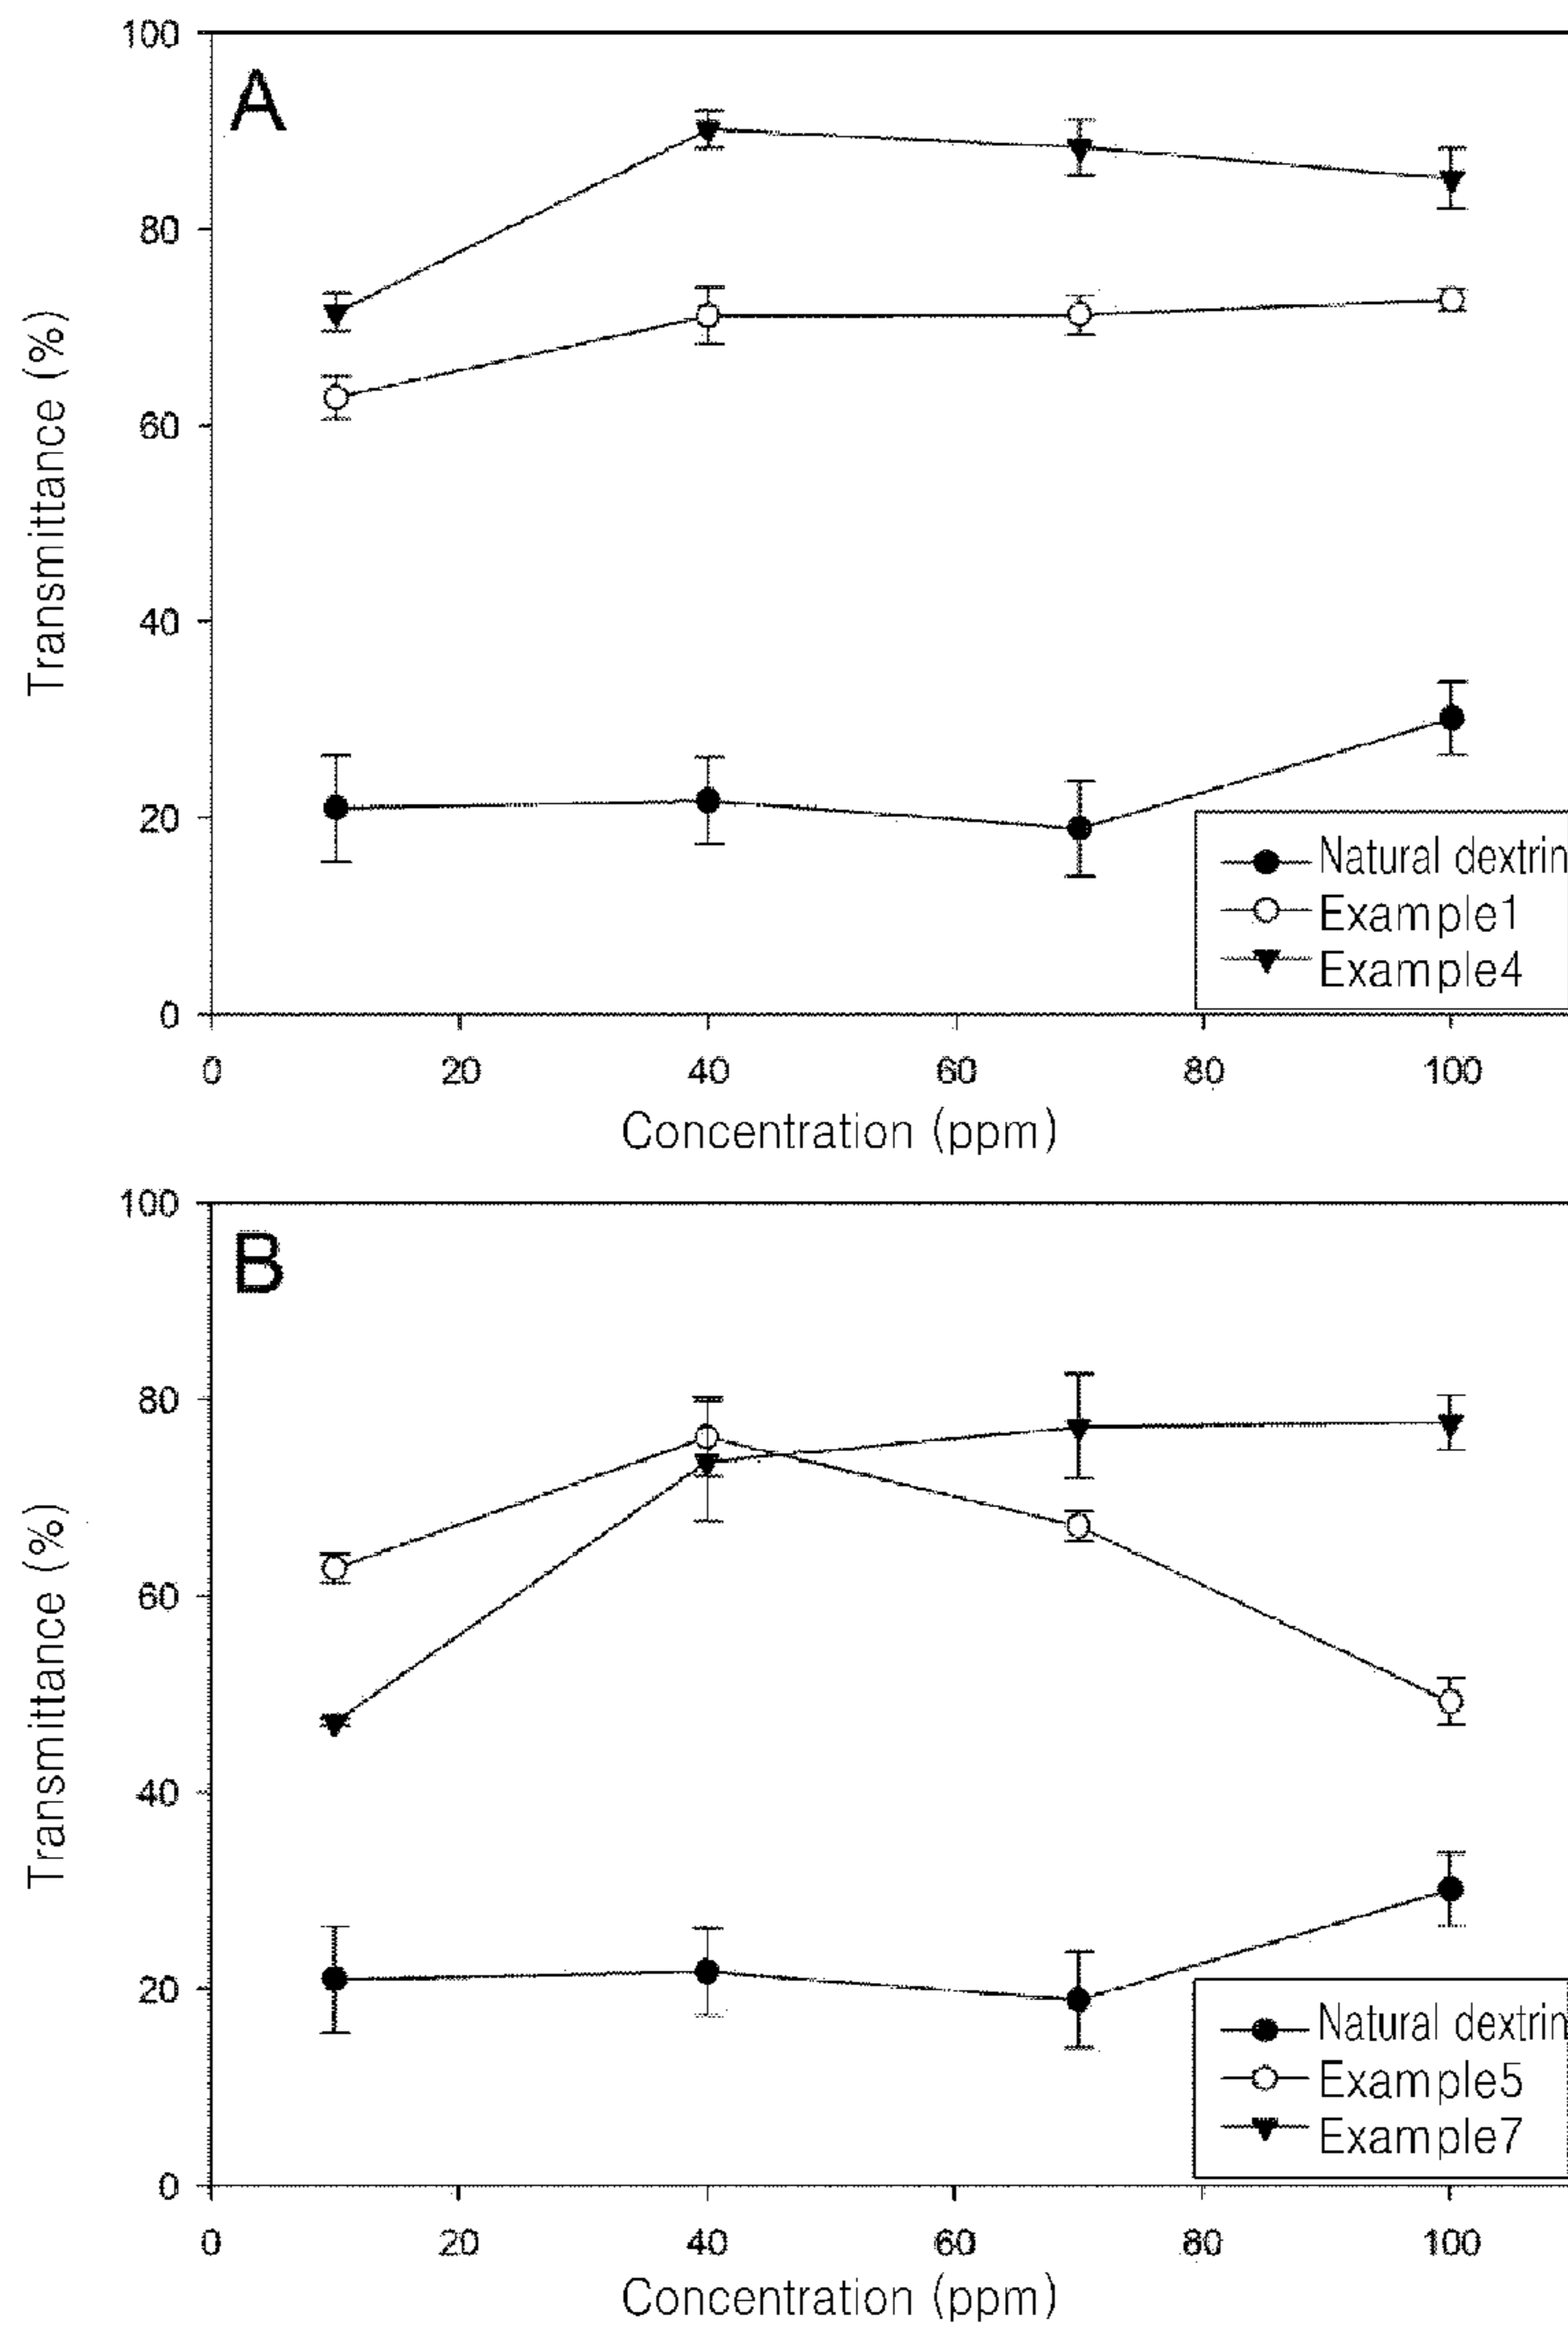 A
Transmittance (%)
100
80
60
40
20
0
Natural dextrin
Example1
Example4
0 20 40 60 80 100
Concentration (ppm)
B
Transmittance (%)
100
80
60
40
20
0
Natural dextrin
Example5
Example7
0 20 40 60 80 100
Concentration (ppm)